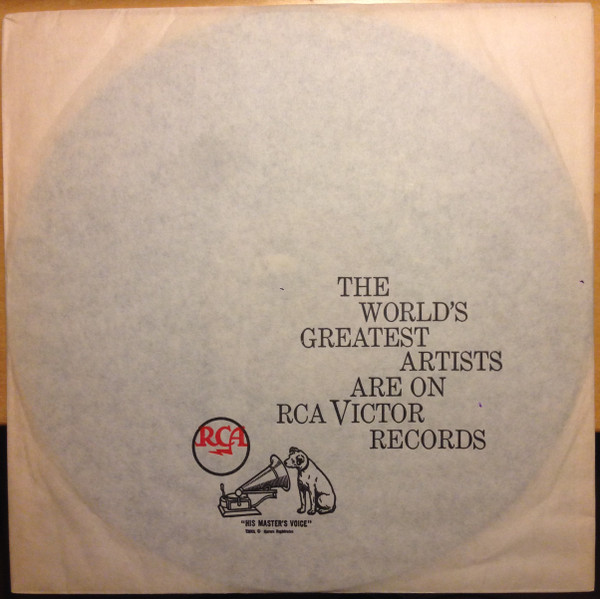 THE
WORLD'S
GREATEST
ARTISTS
ARE ON
RCA VICTOR
RECORDS
RCA
"HIS MASTER'S VOICE"